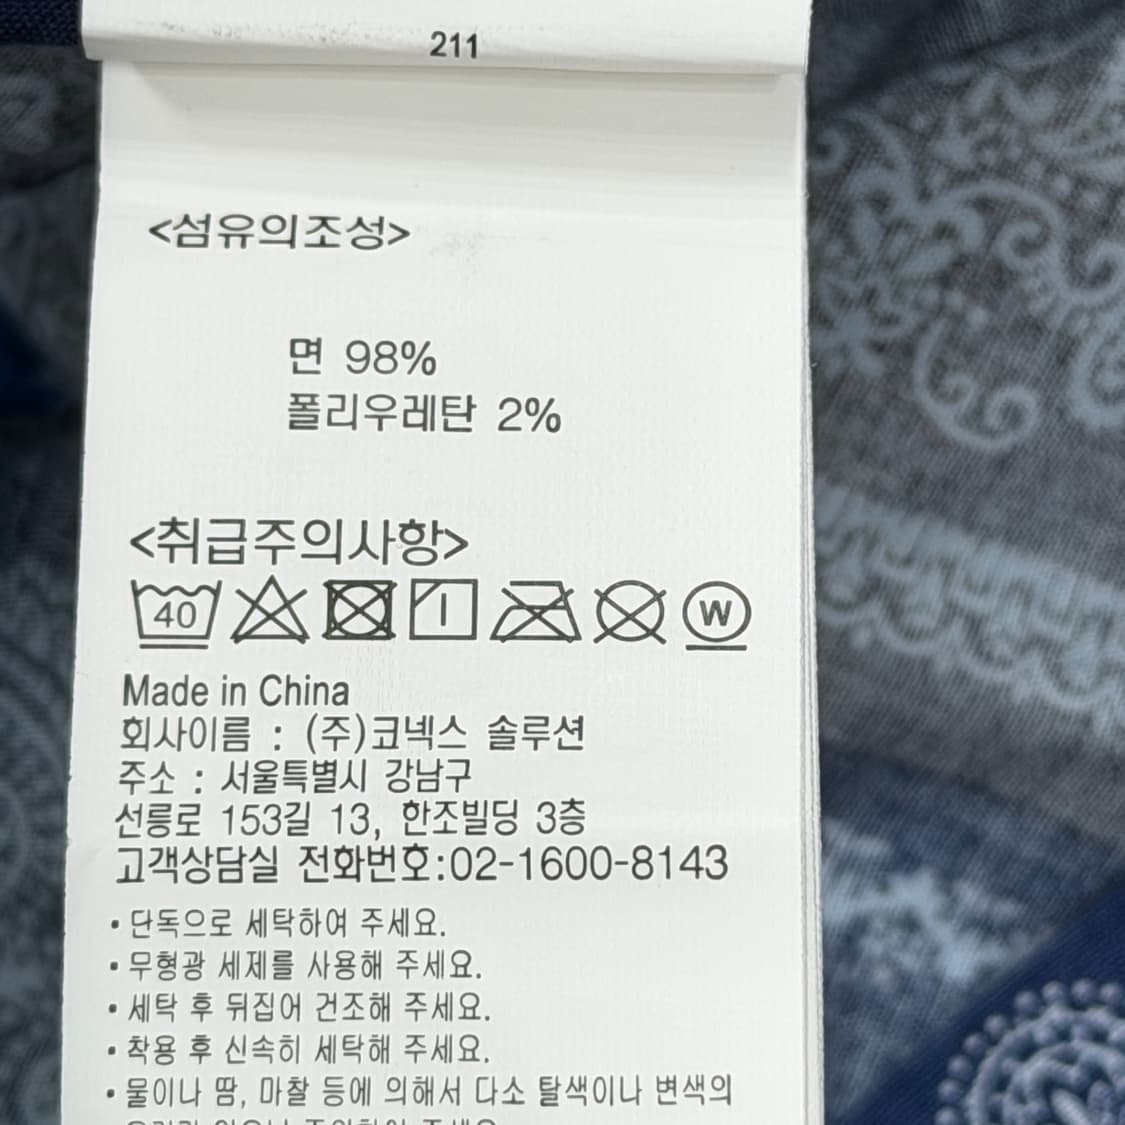 211
<섬유의조성>
면 98%
폴리우레탄 2%
<취급주의사항>
40 W
Made in China
회사이름 : (주)코넥스 솔루션
주소 : 서울특별시 강남구
선릉로 153길 13, 한조빌딩 3층
고객상담실 전화번호:02-1600-8143
• 단독으로 세탁하여 주세요.
• 무형광 세제를 사용해 주세요.
• 세탁 후 뒤집어 건조해 주세요.
• 착용 후 신속히 세탁해 주세요.
• 물이나 땀, 마찰 등에 의해서 다소 탈색이나 변색의